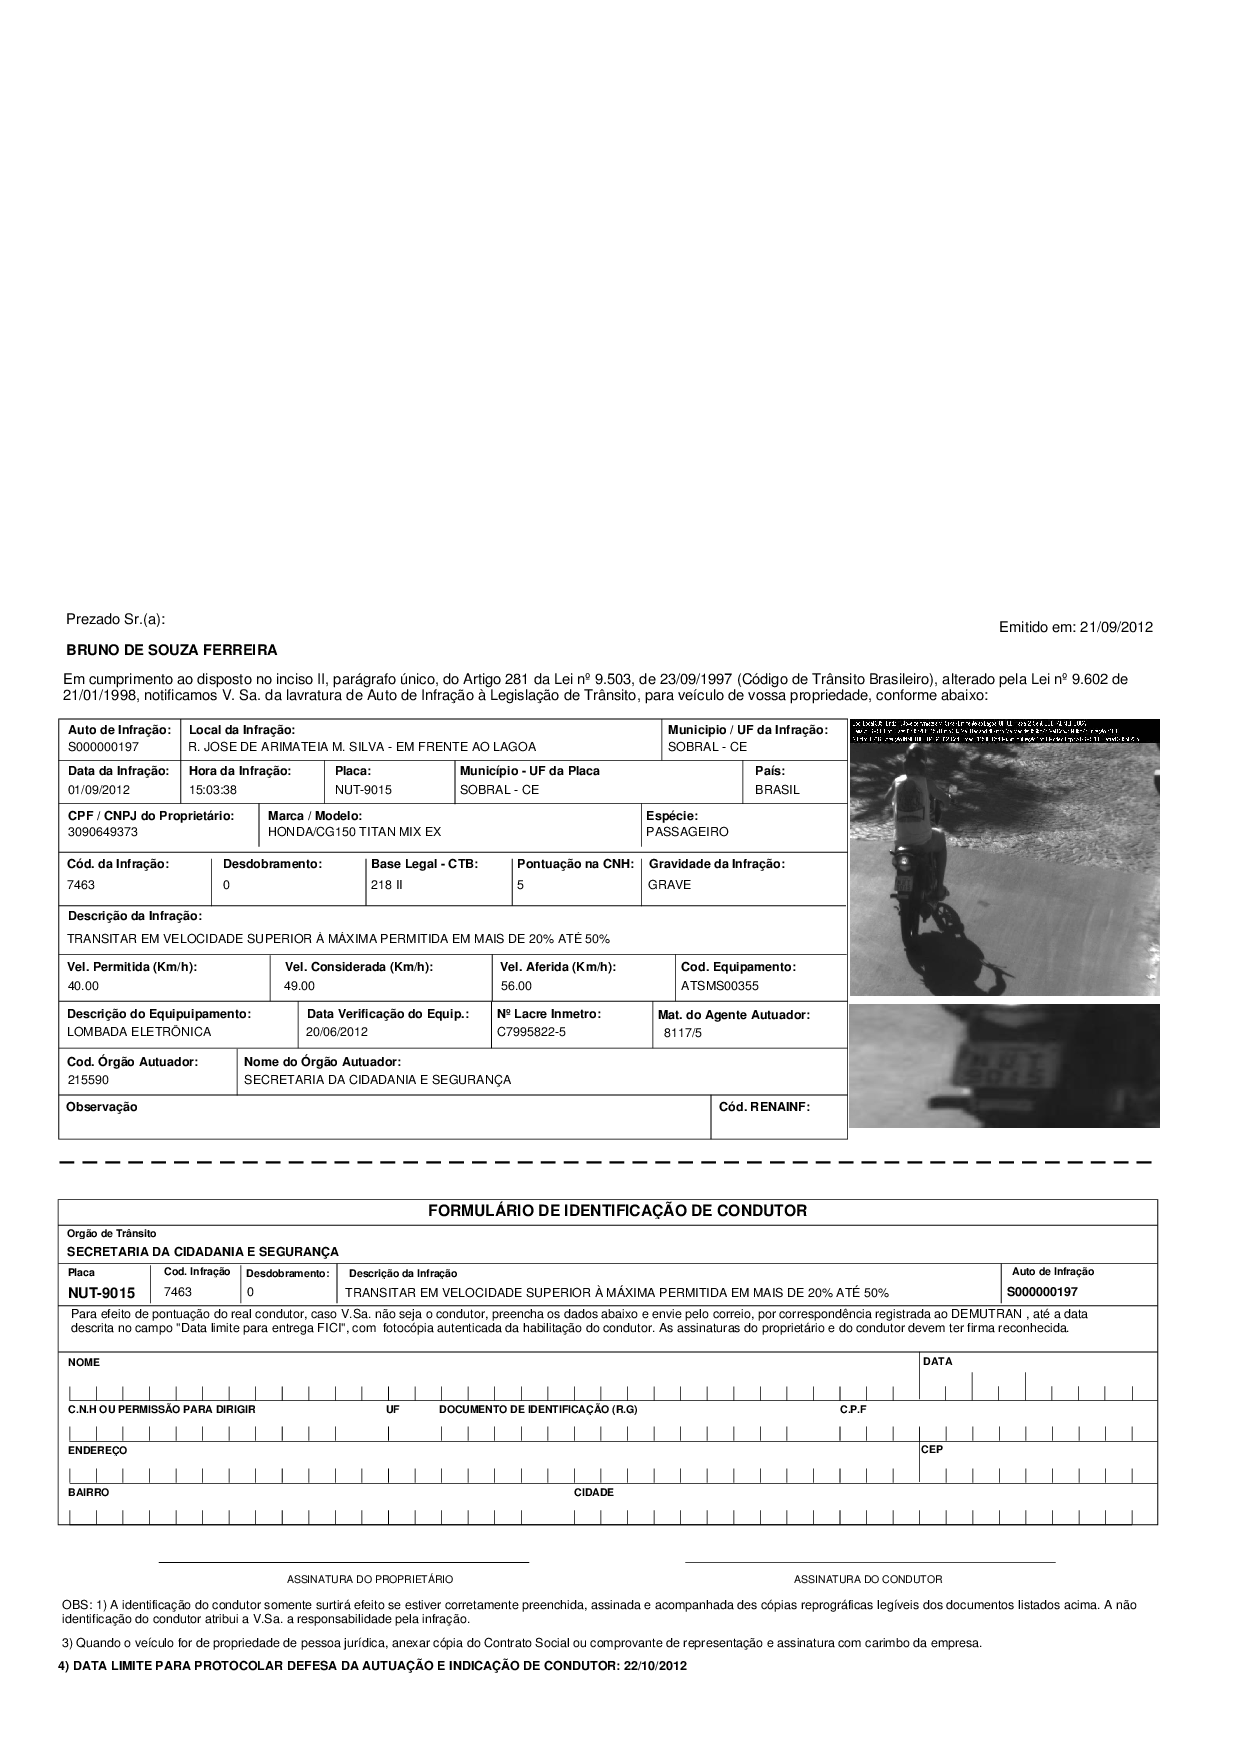 Prezado Sr.(a):
Emitido em: 21/09/2012
BRUNO DE SOUZA FERREIRA
Em cumprimento ao disposto no inciso II, parágrafo único, do Artigo 281 da Lei nº 9.503, de 23/09/1997 (Código de Trânsito Brasileiro), alterado pela Lei nº 9.602 de
21/01/1998, notificamos V. Sa. da lavratura de Auto de Infração à Legislação de Trânsito, para veículo de vossa propriedade, conforme abaixo:
Auto de Infração: Local da Infração: Municipio / UF da Infração:
S000000197 R. JOSE DE ARIMATEIA M. SILVA - EM FRENTE AO LAGOA SOBRAL - CE
Data da Infração: Hora da Infração: Placa: Município - UF da Placa País:
01/09/2012 15:03:38 NUT-9015 SOBRAL - CE BRASIL
CPF / CNPJ do Proprietário: Marca / Modelo: Espécie:
3090649373 HONDA/CG150 TITAN MIX EX PASSAGEIRO
Cód. da Infração: Desdobramento: Base Legal - CTB: Pontuação na CNH: Gravidade da Infração:
7463 0 218 II 5 GRAVE
Descrição da Infração:
TRANSITAR EM VELOCIDADE SUPERIOR À MÁXIMA PERMITIDA EM MAIS DE 20% ATÉ 50%
Vel. Permitida (Km/h): Vel. Considerada (Km/h): Vel. Aferida (Km/h): Cod. Equipamento:
40.00 49.00 56.00 ATSMS00355
Descrição do Equipuipamento: Data Verificação do Equip.: Nº Lacre Inmetro: Mat. do Agente Autuador:
LOMBADA ELETRÔNICA 20/06/2012 C7995822-5 8117/5
Cod. Órgão Autuador: Nome do Órgão Autuador:
215590 SECRETARIA DA CIDADANIA E SEGURANÇA
Observação Cód. RENAINF:
NUT
9015
FORMULÁRIO DE IDENTIFICAÇÃO DE CONDUTOR
Orgão de Trânsito
SECRETARIA DA CIDADANIA E SEGURANÇA
Placa Cod. Infração Desdobramento: Descrição da Infração Auto de Infração
NUT-9015 7463 0 TRANSITAR EM VELOCIDADE SUPERIOR À MÁXIMA PERMITIDA EM MAIS DE 20% ATÉ 50% S000000197
Para efeito de pontuação do real condutor, caso V.Sa. não seja o condutor, preencha os dados abaixo e envie pelo correio, por correspondência registrada ao DEMUTRAN , até a data
descrita no campo "Data limite para entrega FICI", com fotocópia autenticada da habilitação do condutor. As assinaturas do proprietário e do condutor devem ter firma reconhecida.
NOME DATA
C.N.H OU PERMISSÃO PARA DIRIGIR UF DOCUMENTO DE IDENTIFICAÇÃO (R.G) C.P.F
ENDEREÇO CEP
BAIRRO CIDADE
ASSINATURA DO PROPRIETÁRIO ASSINATURA DO CONDUTOR
OBS: 1) A identificação do condutor somente surtirá efeito se estiver corretamente preenchida, assinada e acompanhada des cópias reprográficas legíveis dos documentos listados acima. A não
identificação do condutor atribui a V.Sa. a responsabilidade pela infração.
3) Quando o veículo for de propriedade de pessoa jurídica, anexar cópia do Contrato Social ou comprovante de representação e assinatura com carimbo da empresa.
4) DATA LIMITE PARA PROTOCOLAR DEFESA DA AUTUAÇÃO E INDICAÇÃO DE CONDUTOR: 22/10/2012